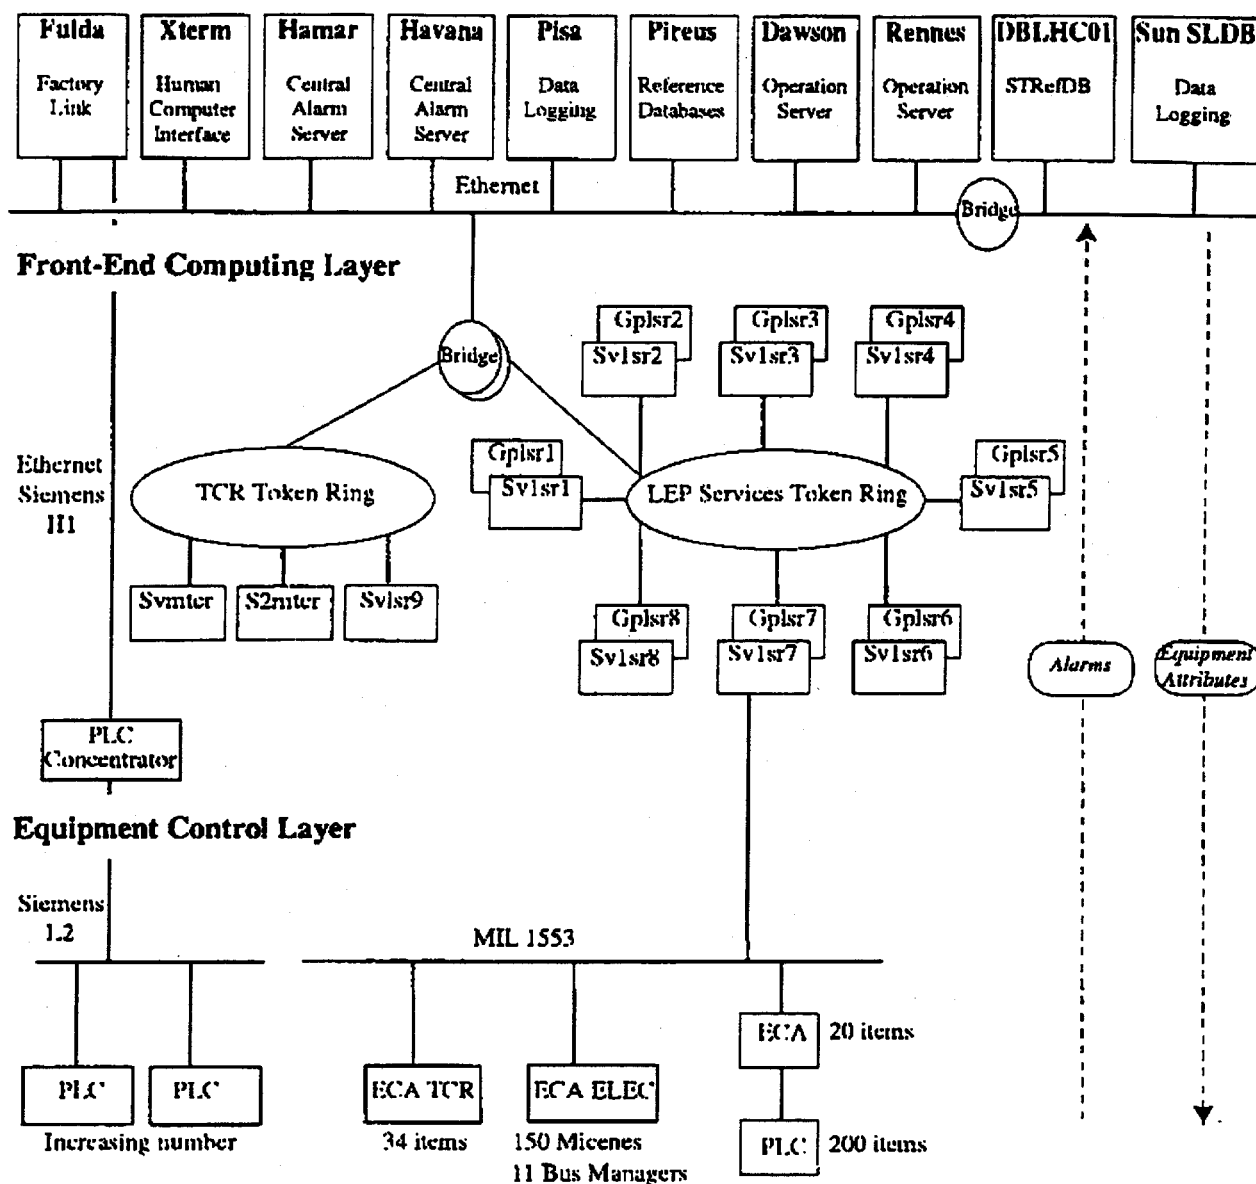 Fulda
Factory
Link
Xterm
Human
Computer
Interface
Hamar
Central
Alarm
Server
Havana
Central
Alarm
Server
Pisa
Data
Logging
Pireus
Reference
Databases
Dawson
Operation
Server
Rennes
Operation
Server
DBLHC01
STRefDB
Sun SLDB
Data
Logging
Ethernet
Bridge
Front-End Computing Layer
Gplsr2
Sv1sr2
Gplsr3
Sv1sr3
Gplsr4
Sv1sr4
Bridge
Ethernet
Siemens
H1
TCR Token Ring
Gplsr1
Sv1sr1
LEP Services Token Ring
Gplsr5
Sv1sr5
Svmtcr
S2mtcr
Svlsr9
Gplsr8
Sv1sr8
Gplsr7
Sv1sr7
Gplsr6
Sv1sr6
Alarms
Equipment
Attributes
PLC
Concentrator
Equipment Control Layer
Siemens
L2
MIL 1553
ECA
20 items
PLC
PLC
Increasing number
ECA TCR
34 items
ECA ELEC
150 Micenes
11 Bus Managers
PLC
200 items